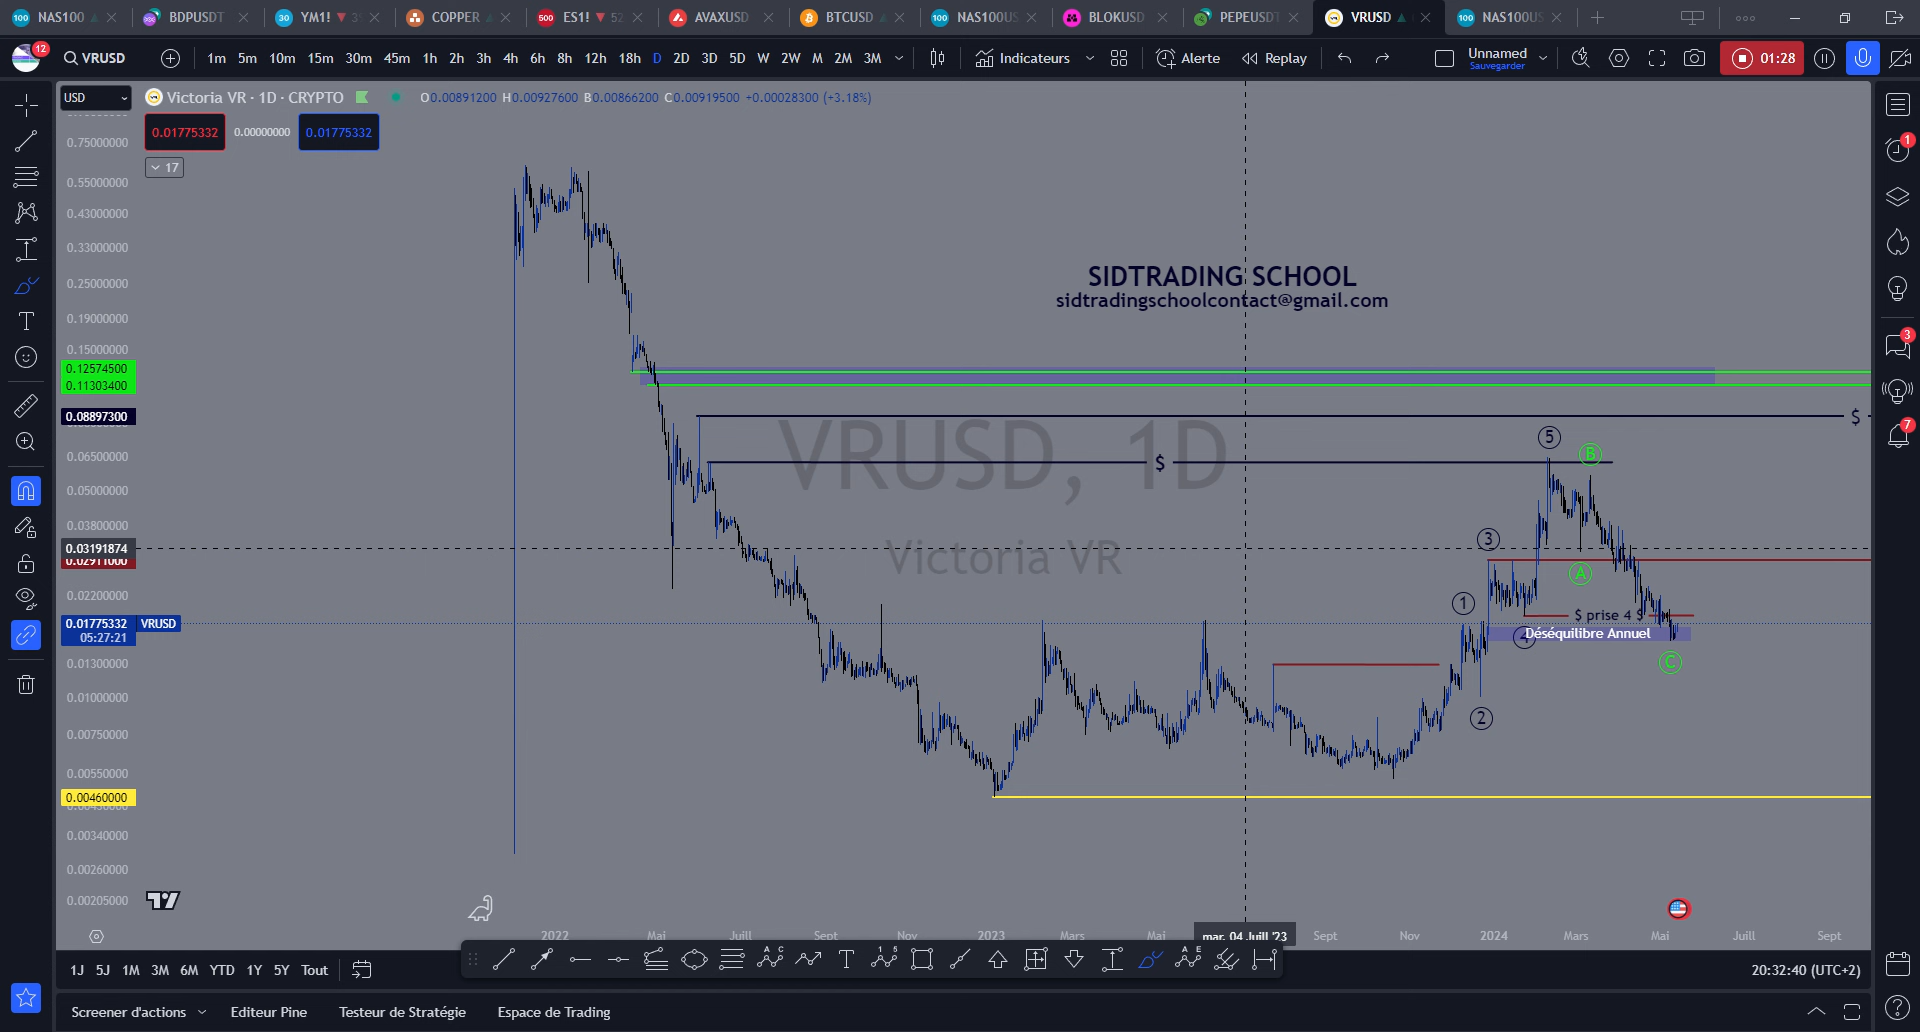 NAS100
BDPUSDT
YM1!
COPPER
ES1! 52
AVAXUSD
BTCUSD
NAS100US
BLOKUSD
PEPEUSDT
VRUSD
NAS100US
12
VRUSD
1m 5m 10m 15m 30m 45m 1h 2h 3h 4h 6h 8h 12h 18h D 2D 3D 5D W 2W M 2M 3M
Indicateurs
Alerte
Replay
Unnamed
Sauvegarder
01:28
USD
Victoria VR · 1D · CRYPTO
O0.00891200 H0.00927600 B0.00866200 C0.00919500 +0.00028300 (+3.18%)
0.01775332 0.00000000 0.01775332
17
0.75000000
0.55000000
0.43000000
0.33000000
0.25000000
0.19000000
0.15000000
0.12574500
0.11303400
0.08897300
0.06500000
0.05000000
0.03800000
0.03191874
0.02911000
0.02200000
0.01775332 VRUSD
05:27:21
0.01300000
0.01000000
0.00750000
0.00550000
0.00460000
0.00340000
0.00260000
0.00205000
SIDTRADING SCHOOL
sidtradingschoolcontact@gmail.com
VRUSD, 1D
Victoria VR
$
$
5
B
3
A
1
$ prise 4 $
4
Déséquilibre Annuel
C
2
1
3
7
2022 Mai Juill Sept Nov 2023 Mars Mai mar. 04 Juill '23 Sept Nov 2024 Mars Mai Juill Sept
1J 5J 1M 3M 6M YTD 1Y 5Y Tout
20:32:40 (UTC+2)
Screener d'actions
Editeur Pine
Testeur de Stratégie
Espace de Trading